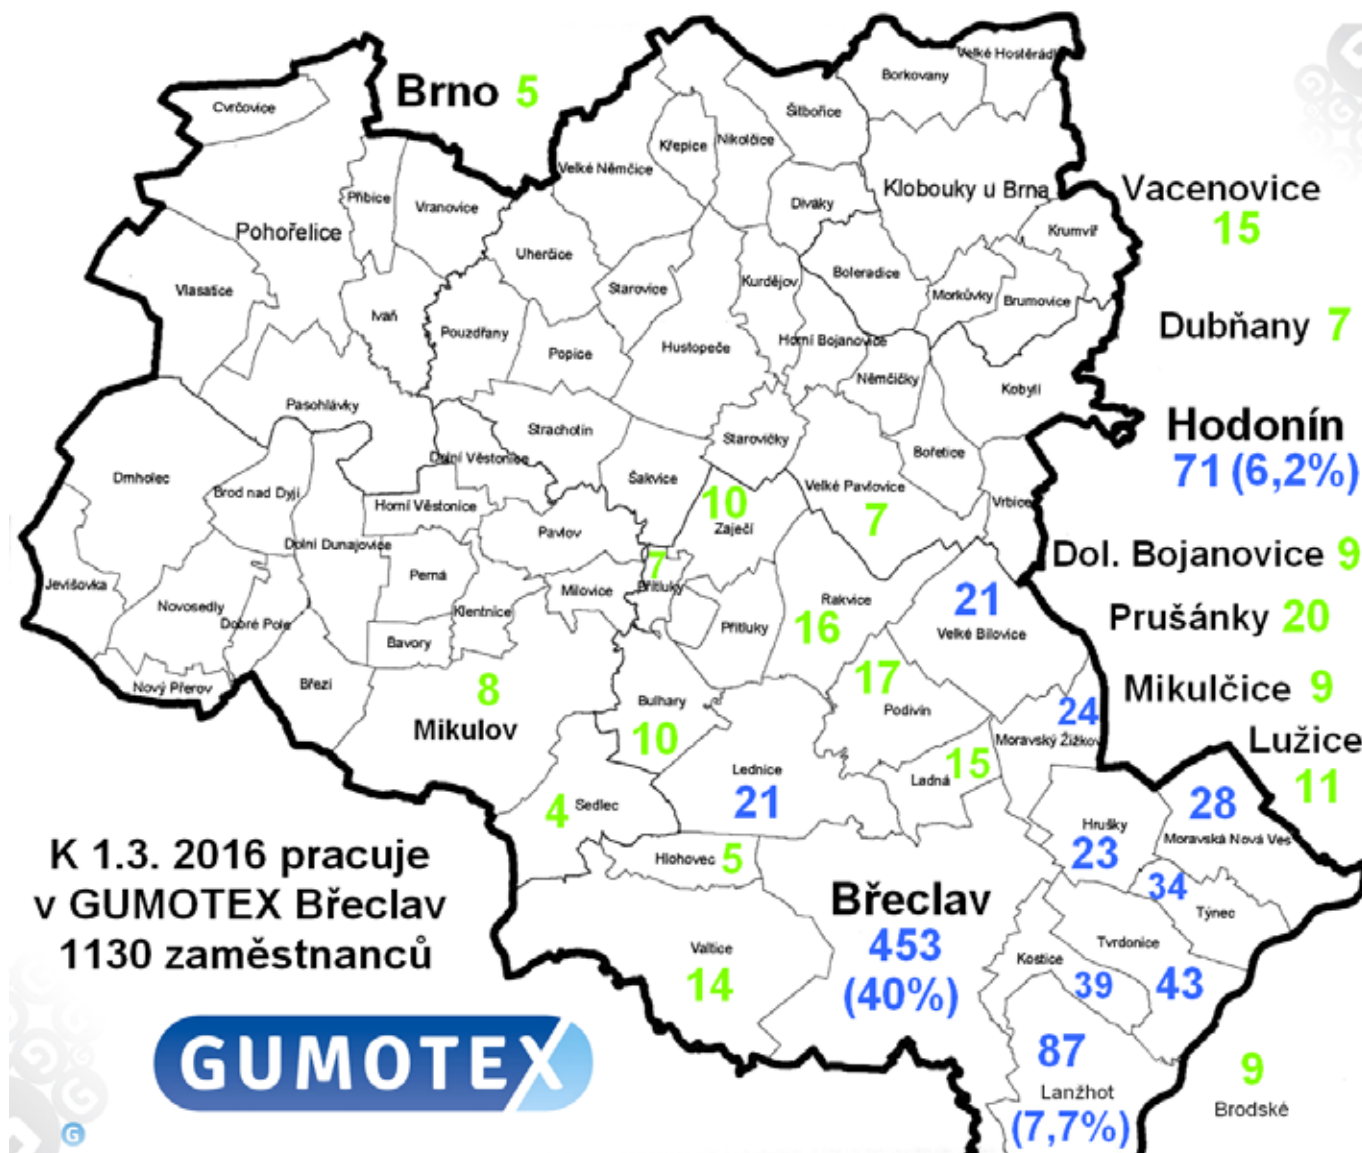 Velké Hostěrád
Borkovany
Cvrčovice
Brno 5
Šitbořice
Nikolčice
Křepice
Velké Němčice
Klobouky u Brna
Vacenovice
15
Diváky
Přibice
Vranovice
Pohořelice
Krumvíř
Uherčice
Boleradice
Kurdějov
Starovice
Vlasatice
Morkůvky
Brumovice
Ivaň
Pouzdřany
Dubňany 7
Horní Bojanovice
Hustopeče
Popice
Němčičky
Kobylí
Pasohlávky
Hodonín
71 (6,2%)
Stracholín
Starovičky
Bořetice
Dolní Věstonice
Šakvice
Drnholec
Brod nad Dyjí
Velké Pavlovice
7
10
Zaječí
Vrbice
Horní Věstonice
Pavlov
Dolní Dunajovice
Dol. Bojanovice 9
Perná
7
Přítluky
Jevišovka
Milovice
Rakvice
16
21
Velké Bílovice
Novosedly
Klentnice
Dobré Pole
Přítluky
Prušánky 20
Bavory
17
Podivín
Nový Přerov
Březí
8
Mikulov
Bulhary
10
Mikulčice 9
24
Moravský Žižkov
Lužice
11
Lednice
21
Ladná 15
4 Sedlec
28
Moravská Nová Ves
Hrušky
23
K 1.3. 2016 pracuje
v GUMOTEX Břeclav
1130 zaměstnanců
Hlohovec 5
34
Břeclav
453
(40%)
Týnec
Tvrdonice
43
Valtice
14
Kostice
39
GUMOTEX
87
Lanžhot
(7,7%)
9
Brodské
G